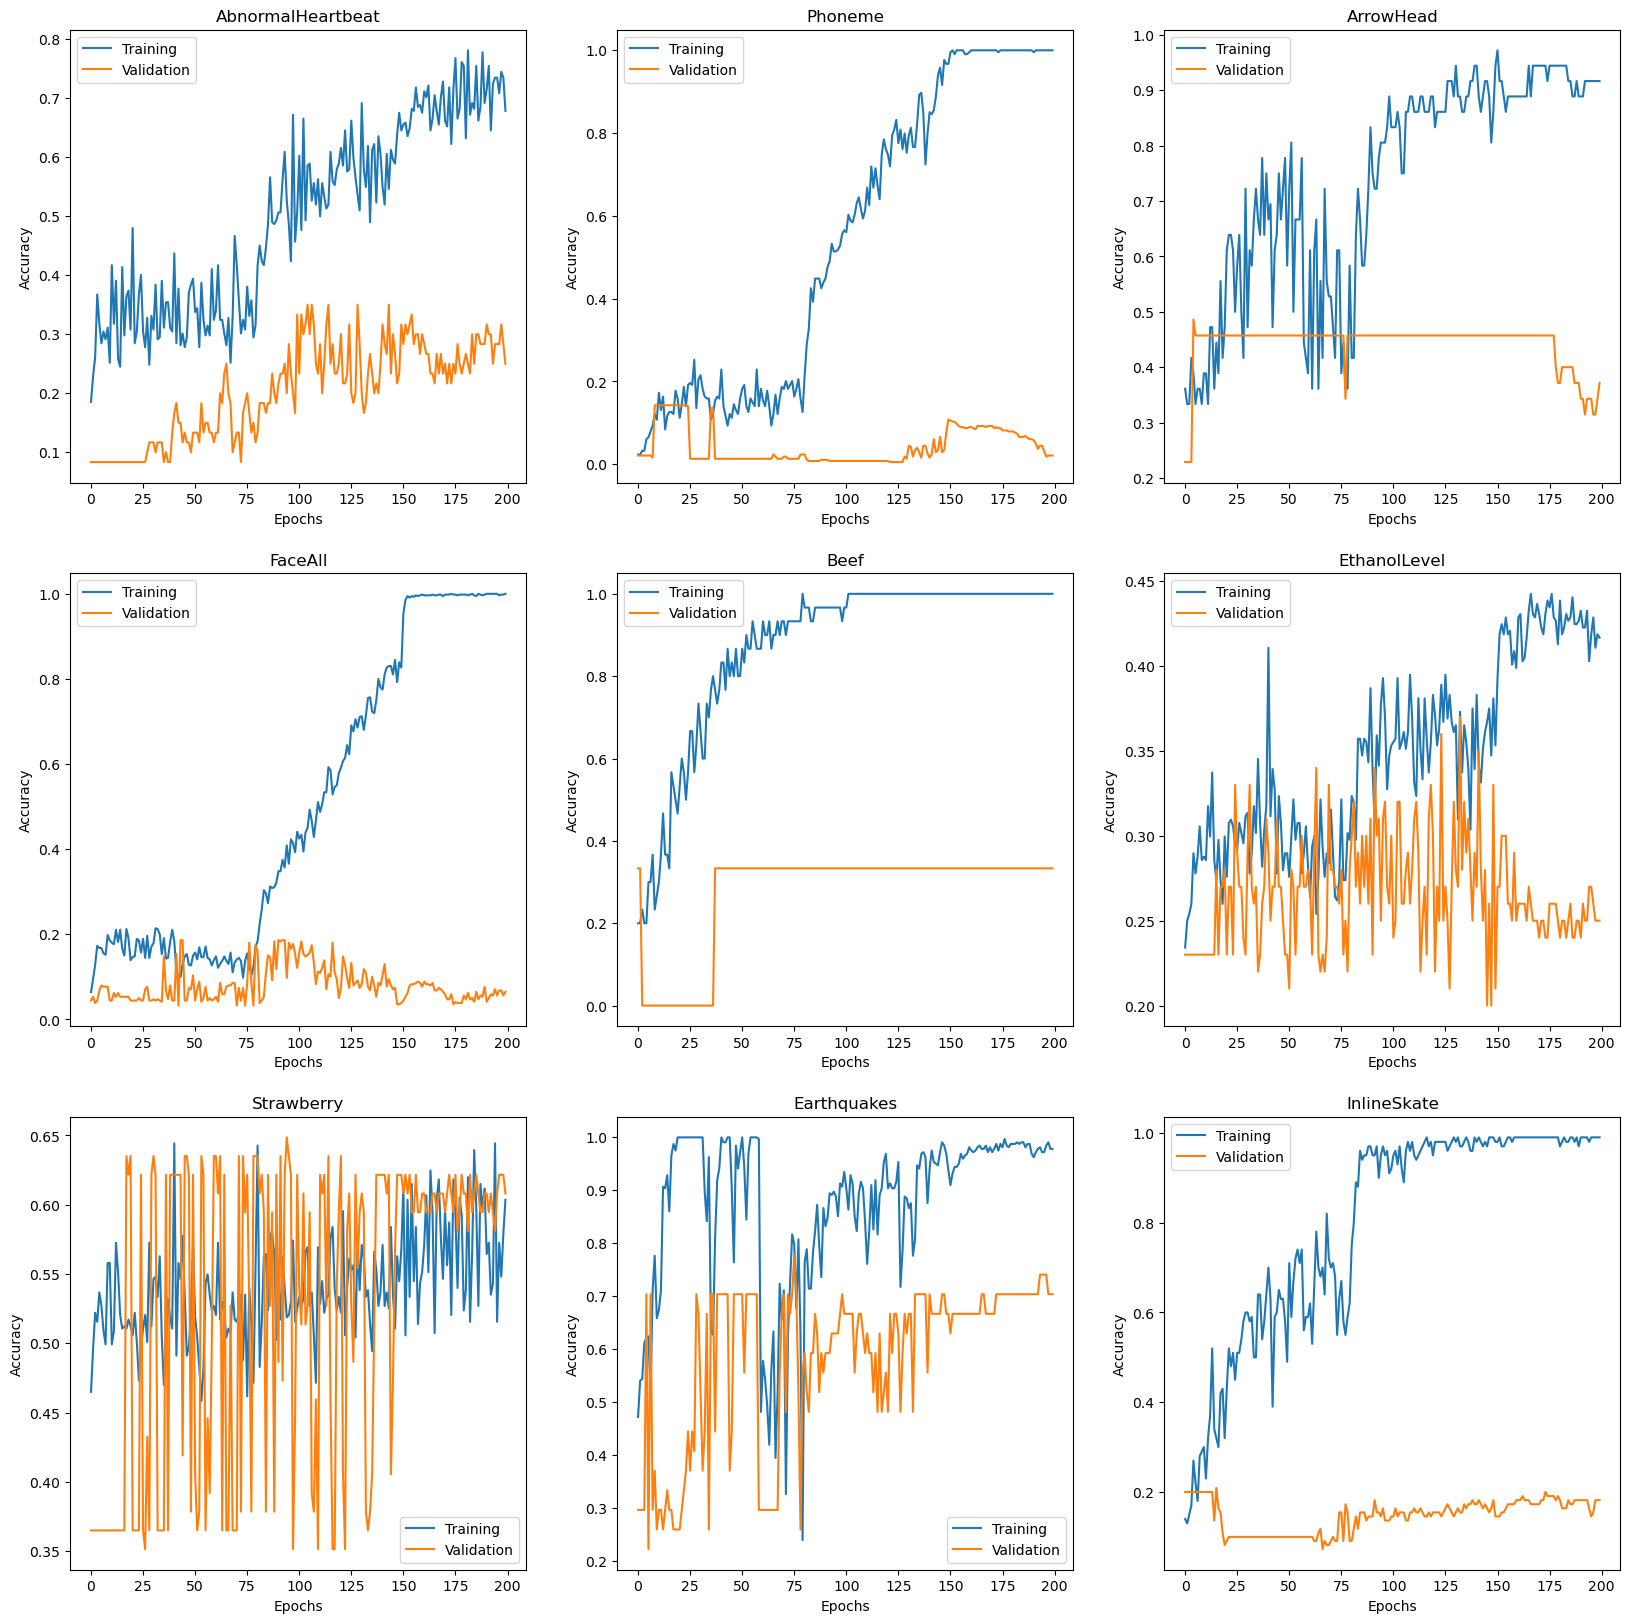 AbnormalHeartbeat
Training
Validation
0.8
0.7
0.6
0.5
0.4
0.3
0.2
0.1
Accuracy
0 25 50 75 100 125 150 175 200
Epochs
Phoneme
Training
Validation
1.0
0.8
0.6
0.4
0.2
0.0
Accuracy
0 25 50 75 100 125 150 175 200
Epochs
ArrowHead
Training
Validation
1.0
0.9
0.8
0.7
0.6
0.5
0.4
0.3
0.2
Accuracy
0 25 50 75 100 125 150 175 200
Epochs
FaceAll
Training
Validation
1.0
0.8
0.6
0.4
0.2
0.0
Accuracy
0 25 50 75 100 125 150 175 200
Epochs
Beef
Training
Validation
1.0
0.8
0.6
0.4
0.2
0.0
Accuracy
0 25 50 75 100 125 150 175 200
Epochs
EthanolLevel
Training
Validation
0.45
0.40
0.35
0.30
0.25
0.20
Accuracy
0 25 50 75 100 125 150 175 200
Epochs
Strawberry
0.65
0.60
0.55
0.50
0.45
0.40
0.35
Accuracy
Training
Validation
0 25 50 75 100 125 150 175 200
Epochs
Earthquakes
1.0
0.9
0.8
0.7
0.6
0.5
0.4
0.3
0.2
Accuracy
Training
Validation
0 25 50 75 100 125 150 175 200
Epochs
InlineSkate
Training
Validation
1.0
0.8
0.6
0.4
0.2
Accuracy
0 25 50 75 100 125 150 175 200
Epochs